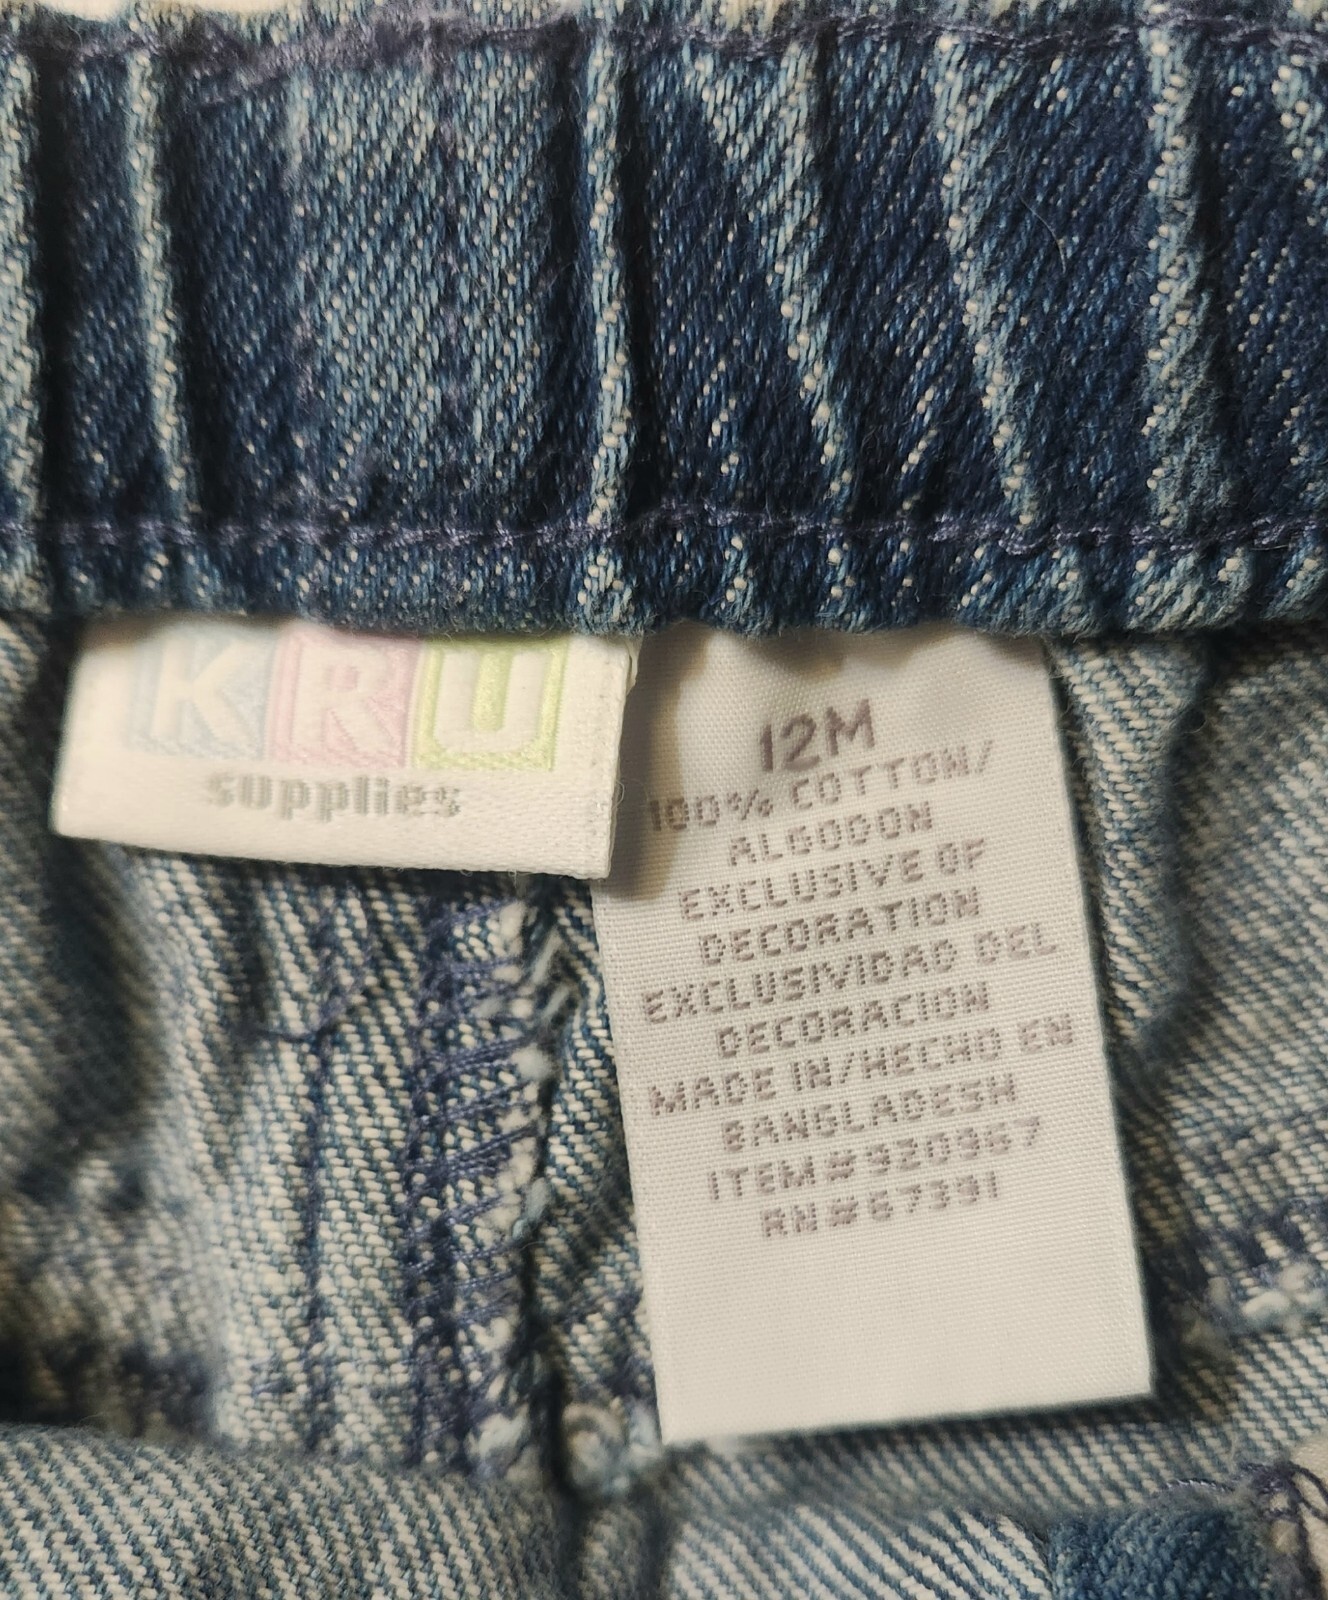 KRU
supplies
12M
100% COTTON/
ALGODON
EXCLUSIVE OF
DECORATION
EXCLUSIVIDAD DEL
DECORACION
MADE IN/HECHO EN
BANGLADESH
ITEM#920967
RN#67391